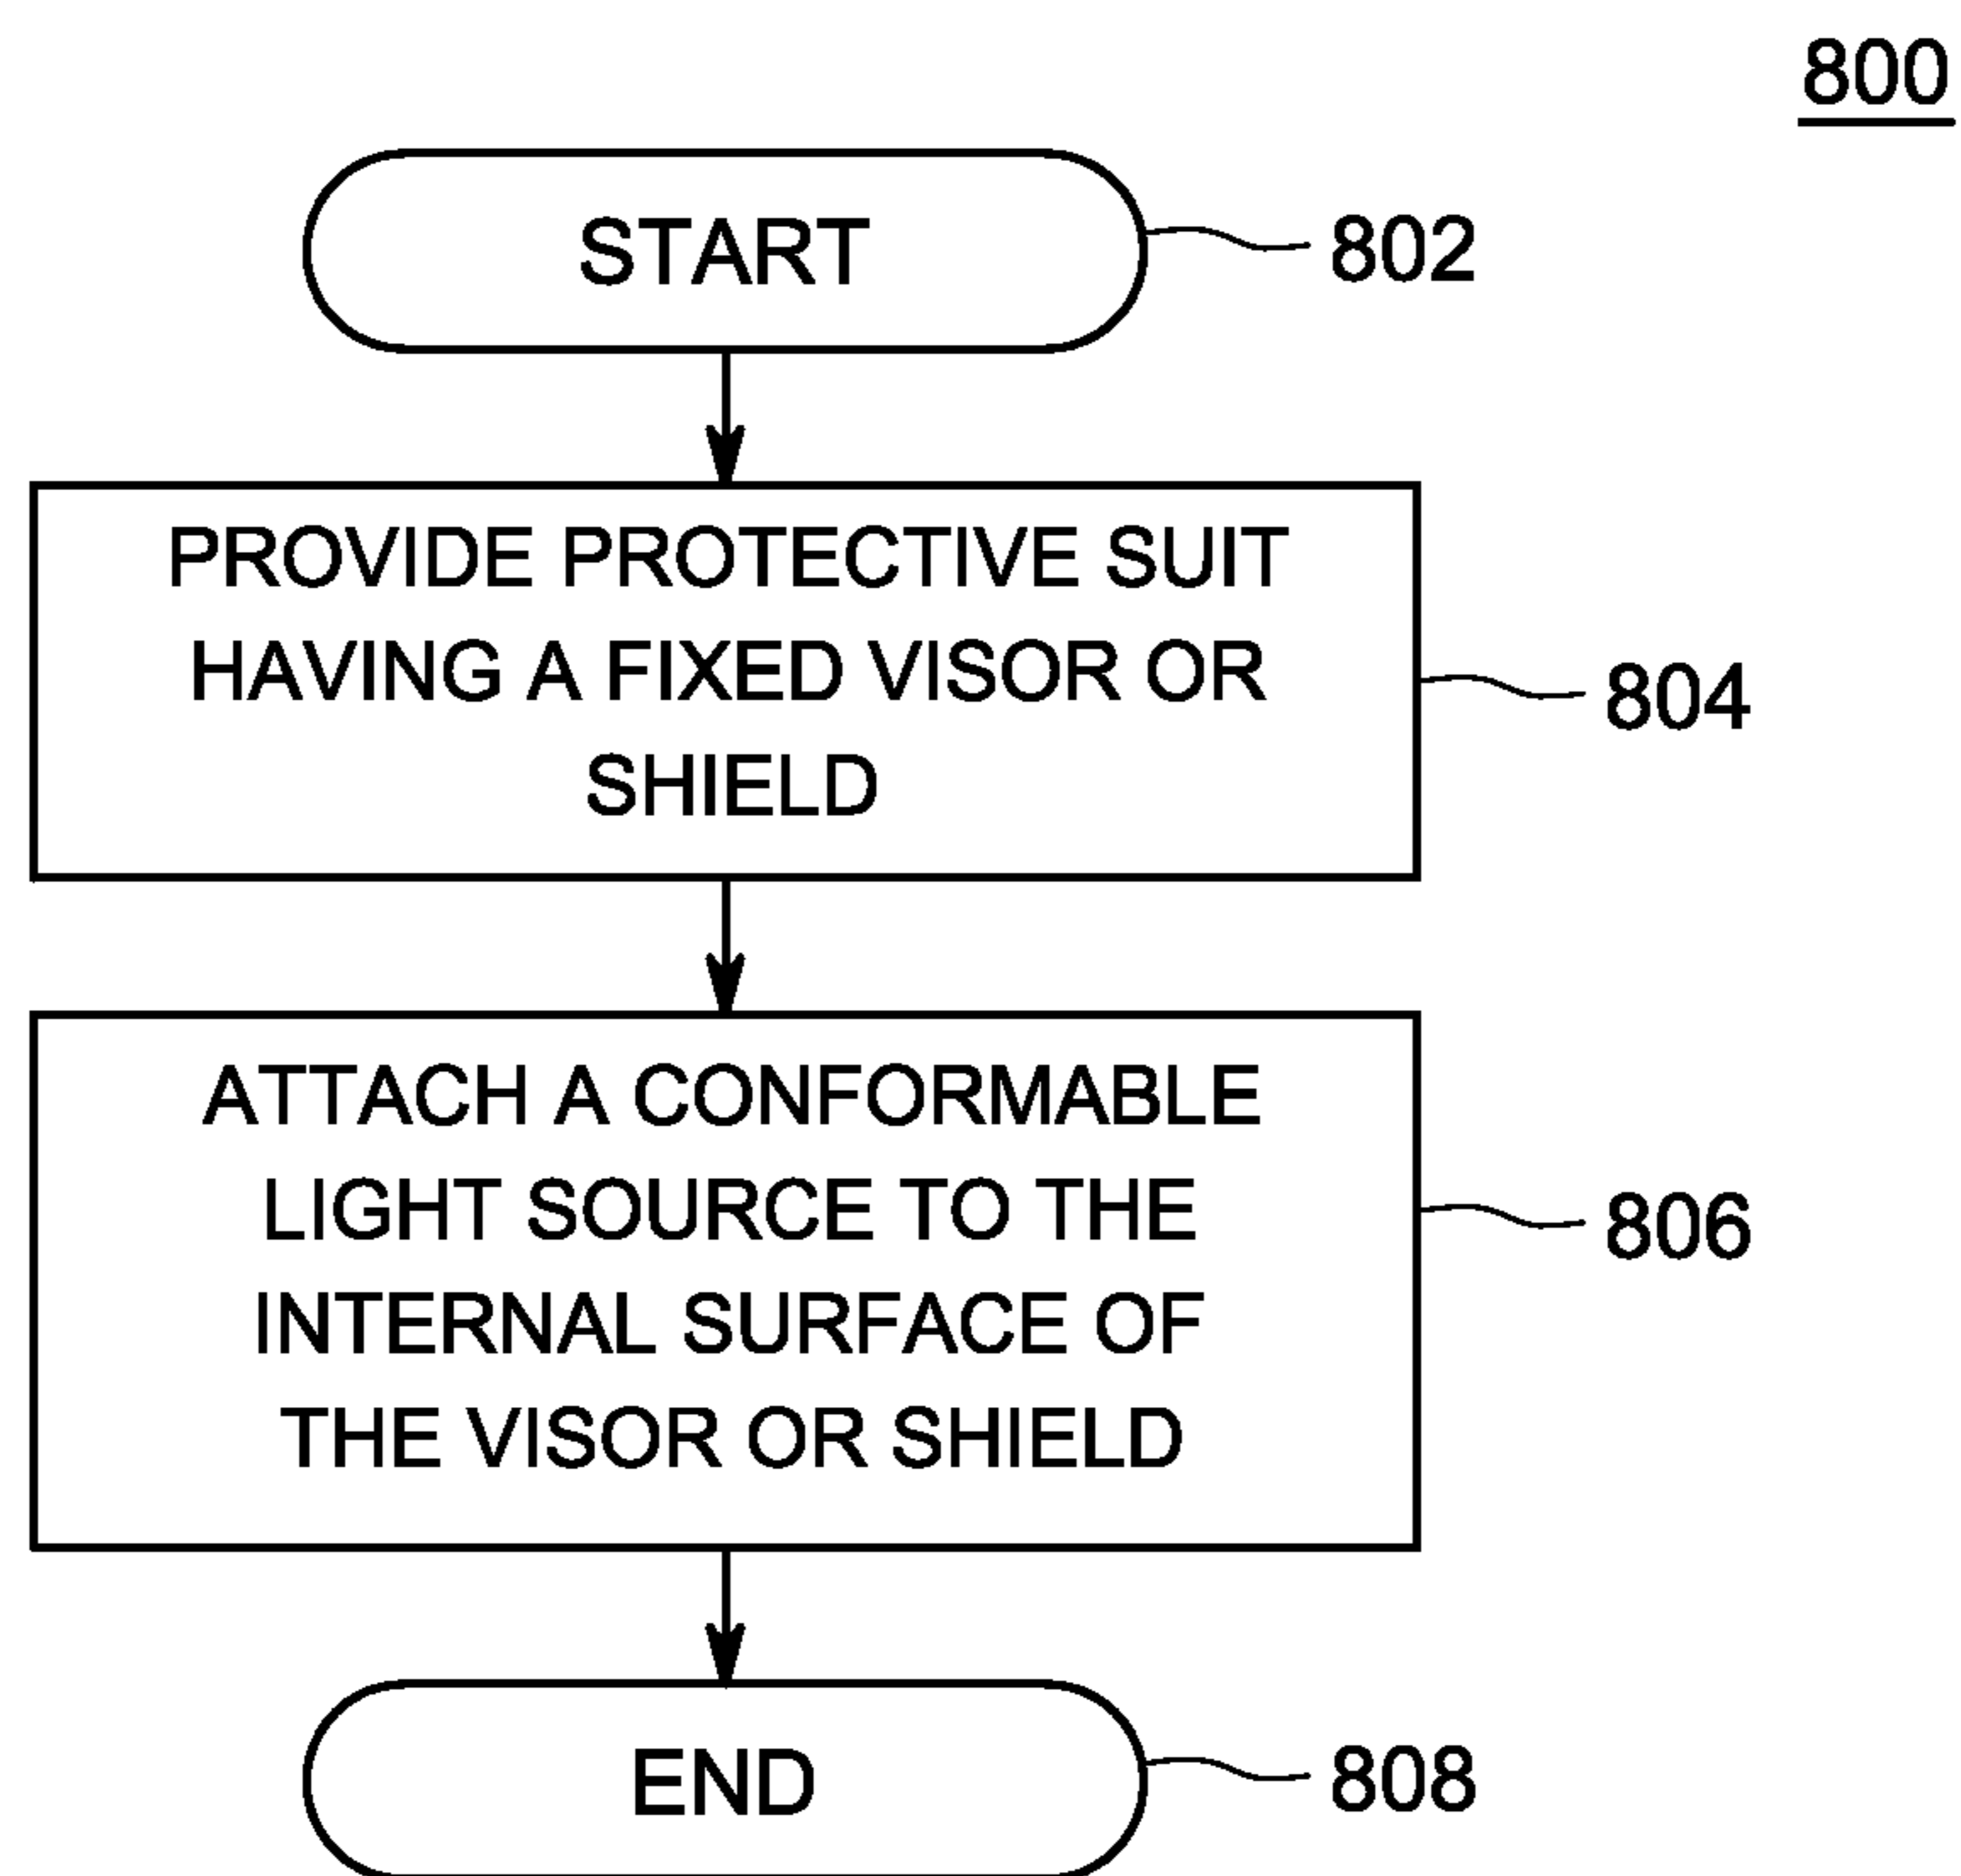 800
START
802
PROVIDE PROTECTIVE SUIT
HAVING A FIXED VISOR OR
SHIELD
804
ATTACH A CONFORMABLE
LIGHT SOURCE TO THE
INTERNAL SURFACE OF
THE VISOR OR SHIELD
806
END
808